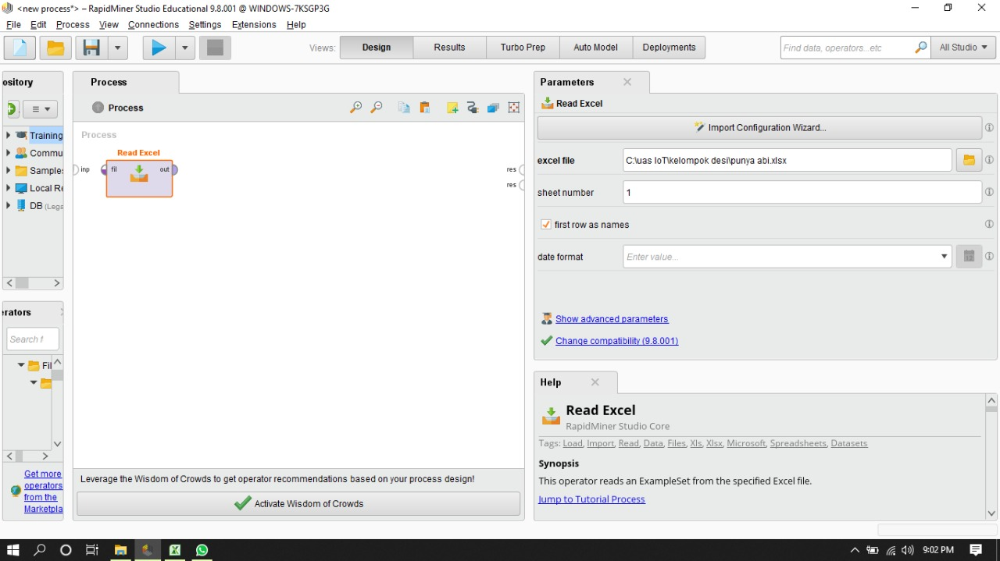 <new process*> – RapidMiner Studio Educational 9.8.001 @ WINDOWS-7KSGP3G
File Edit Process View Connections Settings Extensions Help
Views: Design Results Turbo Prep Auto Model Deployments Find data, operators...etc All Studio
ository
Training
Commu
Samples
Local Re
DB (Lega
erators
Search f
Fil
Get more
operators
from the
Marketpla
Process
Process
Process
Read Excel
inp fil out res
res
Leverage the Wisdom of Crowds to get operator recommendations based on your process design!
Activate Wisdom of Crowds
Parameters
Read Excel
Import Configuration Wizard...
excel file C:\uas IoT\kelompok desi\punya abi.xlsx
sheet number 1
first row as names
date format Enter value...
Show advanced parameters
Change compatibility (9.8.001)
Help
Read Excel
RapidMiner Studio Core
Tags: Load, Import, Read, Data, Files, Xls, Xlsx, Microsoft, Spreadsheets, Datasets
Synopsis
This operator reads an ExampleSet from the specified Excel file.
Jump to Tutorial Process
9:02 PM